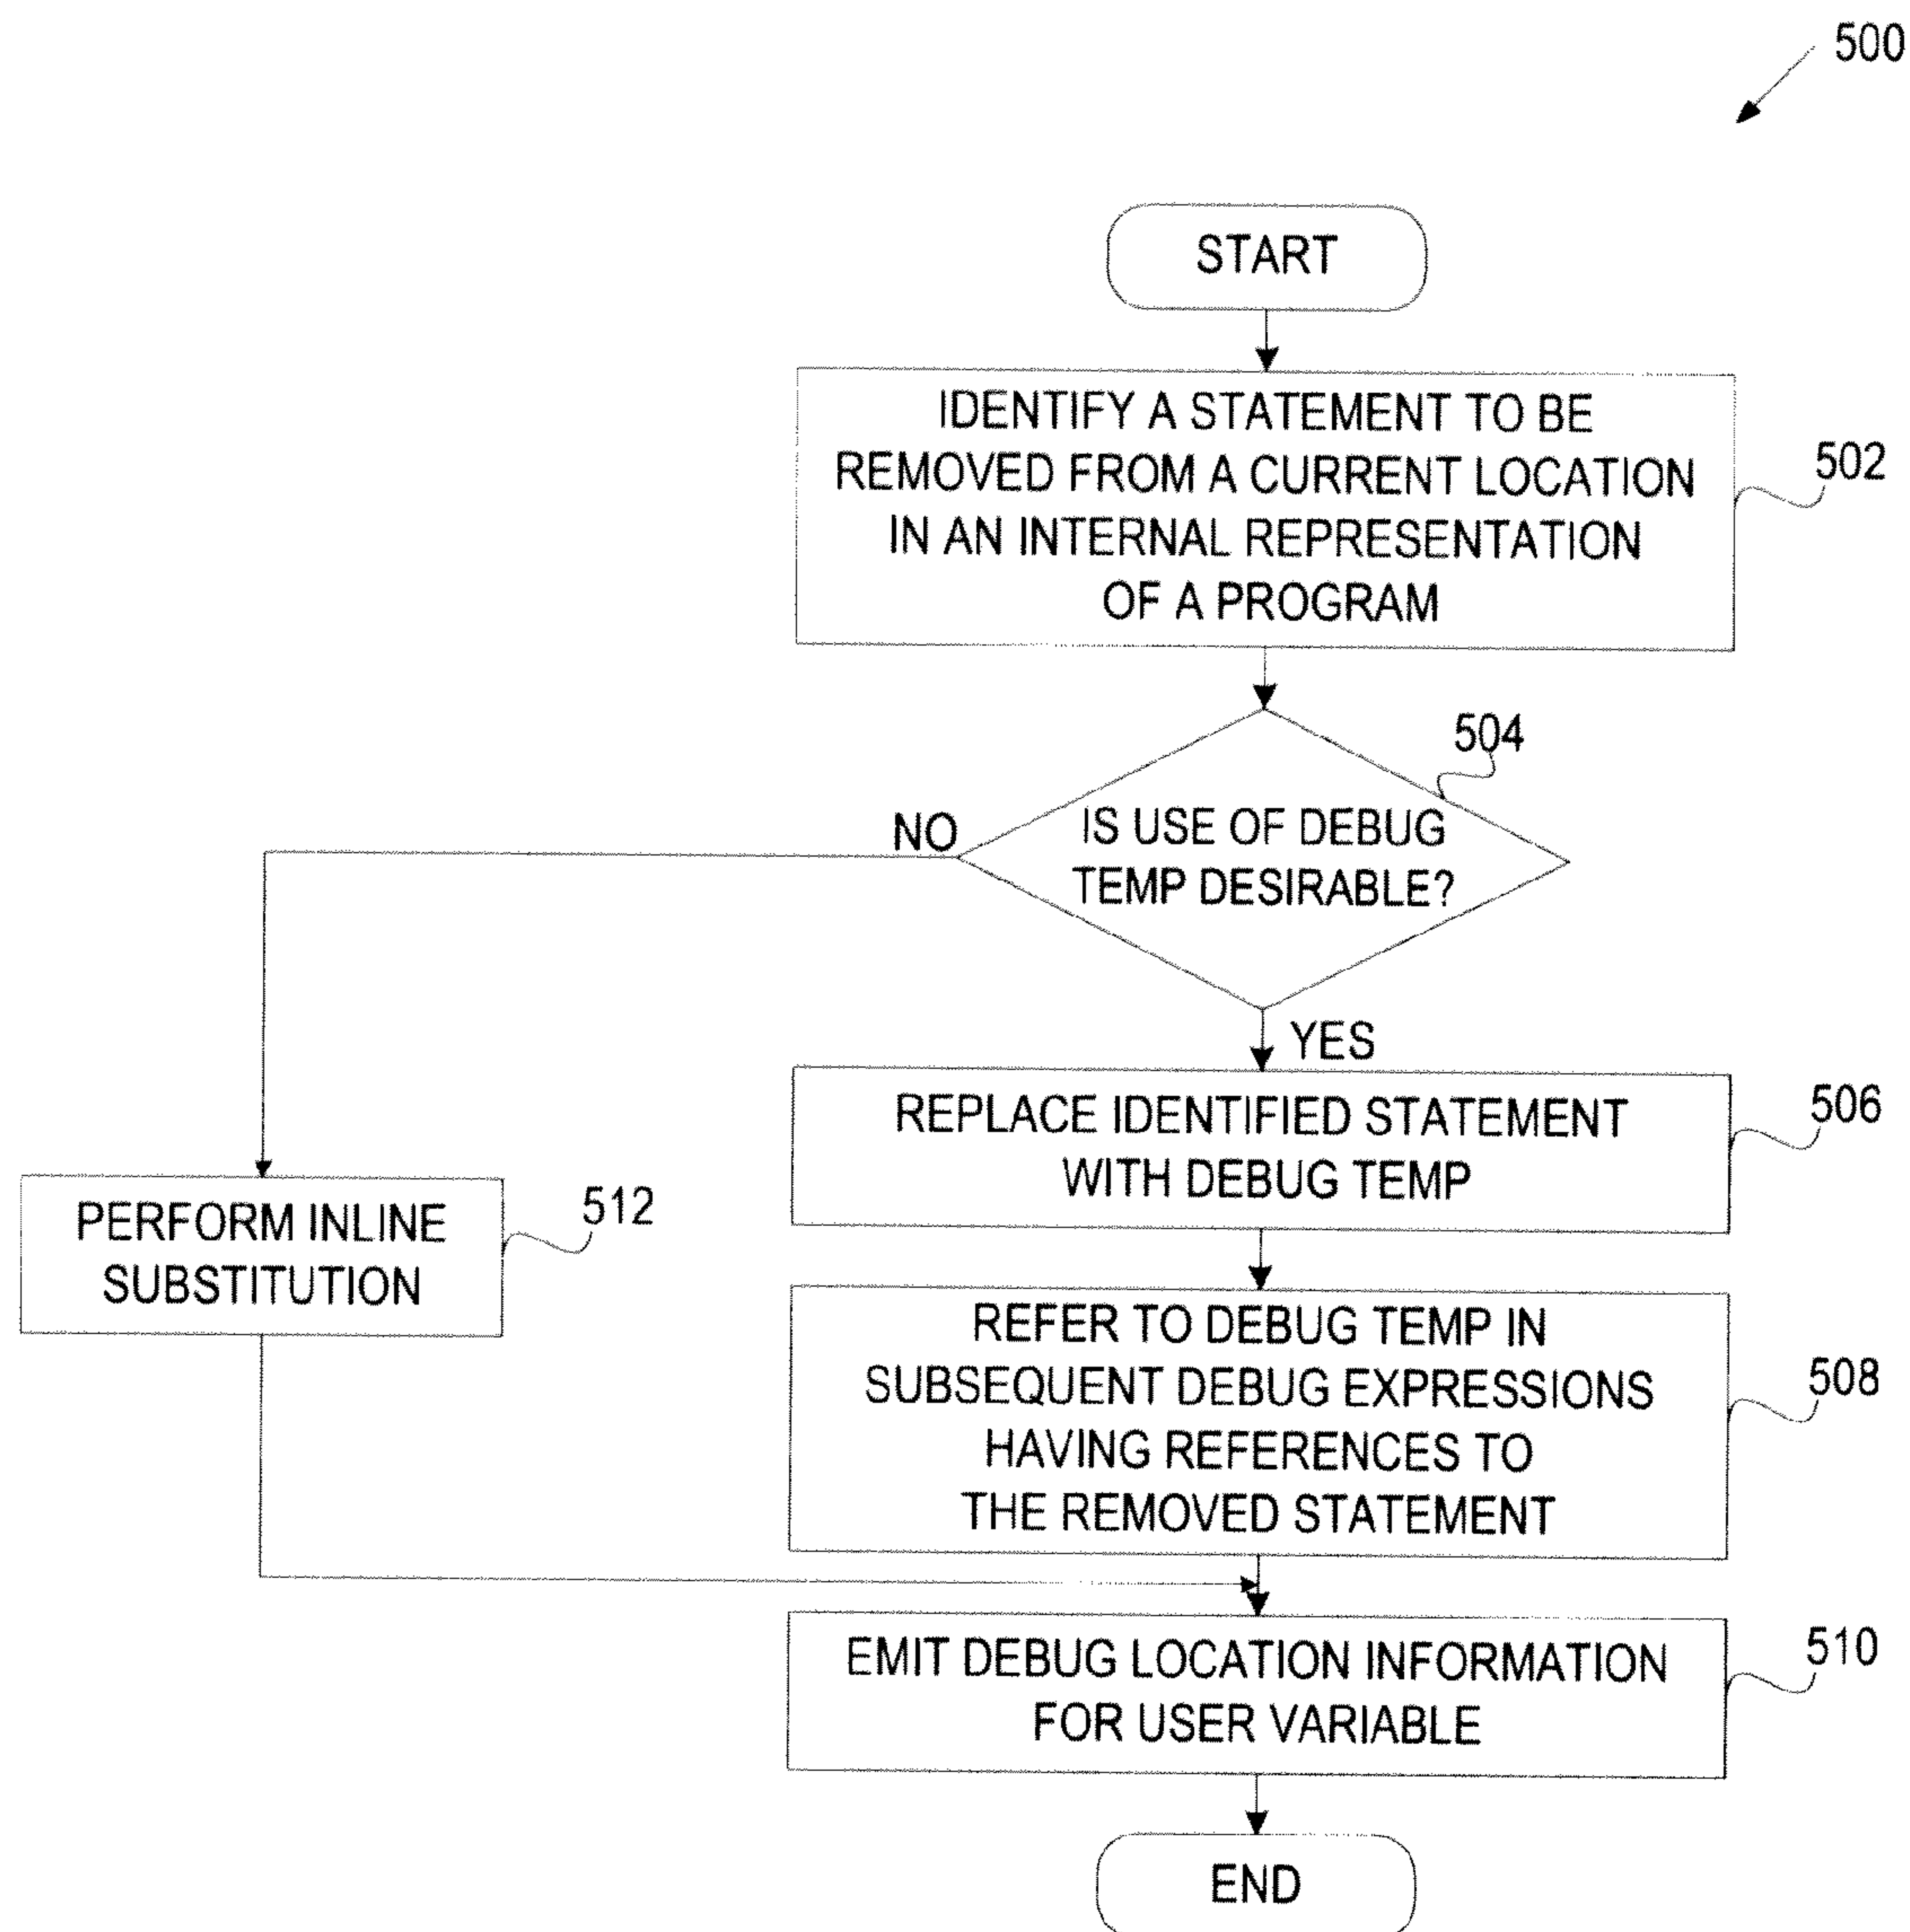 500
START
IDENTIFY A STATEMENT TO BE
REMOVED FROM A CURRENT LOCATION
IN AN INTERNAL REPRESENTATION
OF A PROGRAM
502
504
NO
IS USE OF DEBUG
TEMP DESIRABLE?
YES
REPLACE IDENTIFIED STATEMENT
WITH DEBUG TEMP
506
PERFORM INLINE
SUBSTITUTION
512
REFER TO DEBUG TEMP IN
SUBSEQUENT DEBUG EXPRESSIONS
HAVING REFERENCES TO
THE REMOVED STATEMENT
508
EMIT DEBUG LOCATION INFORMATION
FOR USER VARIABLE
510
END